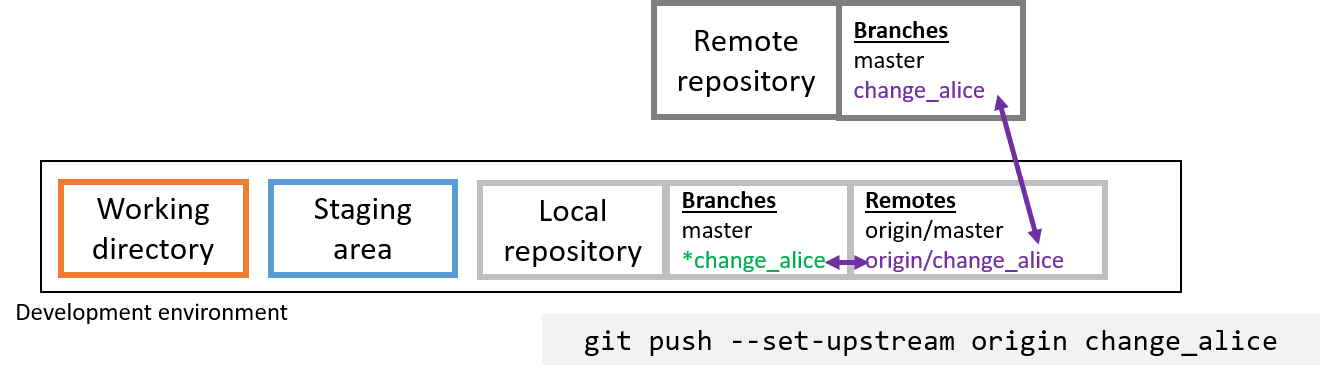 Remote
repository
Branches
master
change_alice
Working
directory
Staging
area
Local
repository
Branches
master
*change_alice
Remotes
origin/master
origin/change_alice
Development environment
git push --set-upstream origin change_alice